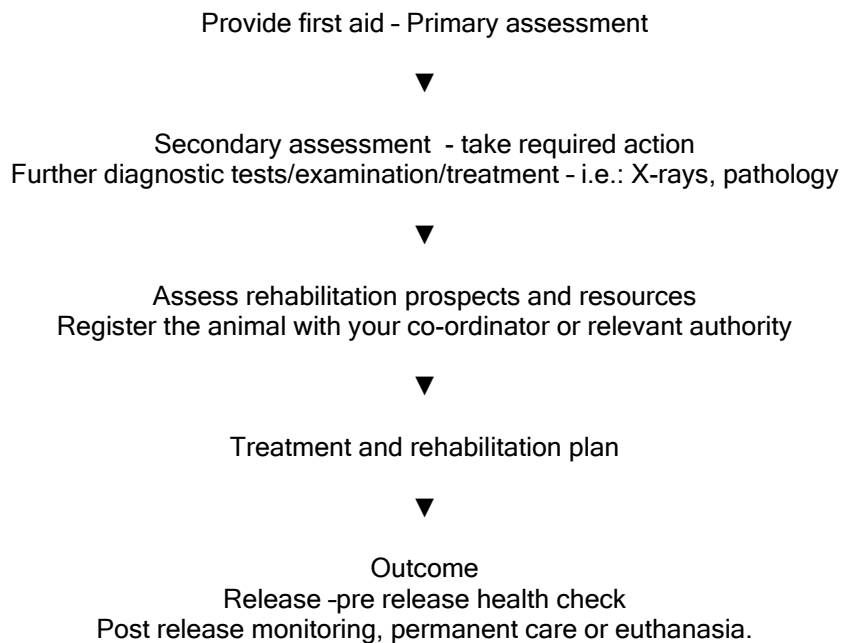 Provide first aid – Primary assessment
▼
Secondary assessment  - take required action
Further diagnostic tests/examination/treatment – i.e.: X-rays, pathology
▼
Assess rehabilitation prospects and resources
Register the animal with your co-ordinator or relevant authority
▼
Treatment and rehabilitation plan
▼
Outcome
Release –pre release health check
Post release monitoring, permanent care or euthanasia.